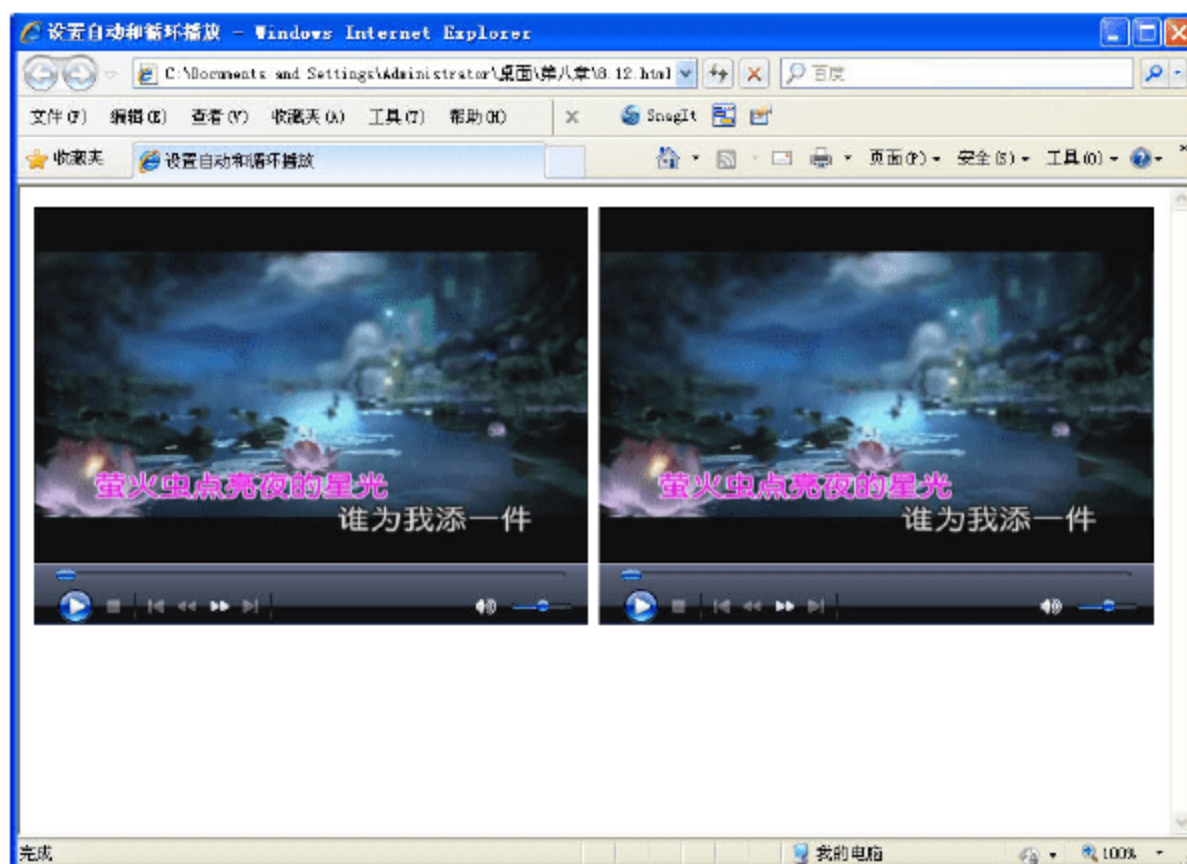 设置自动和循环播放 - Windows Internet Explorer
C:\Documents and Settings\Administrator\桌面\第八章\8.12.html
百度
文件(F) 编辑(E) 查看(V) 收藏夹(A) 工具(T) 帮助(H) SnagIt
收藏夹 设置自动和循环播放 页面(P) 安全(S) 工具(O)
萤火虫点亮夜的星光
谁为我添一件
萤火虫点亮夜的星光
谁为我添一件
完成 我的电脑 100%